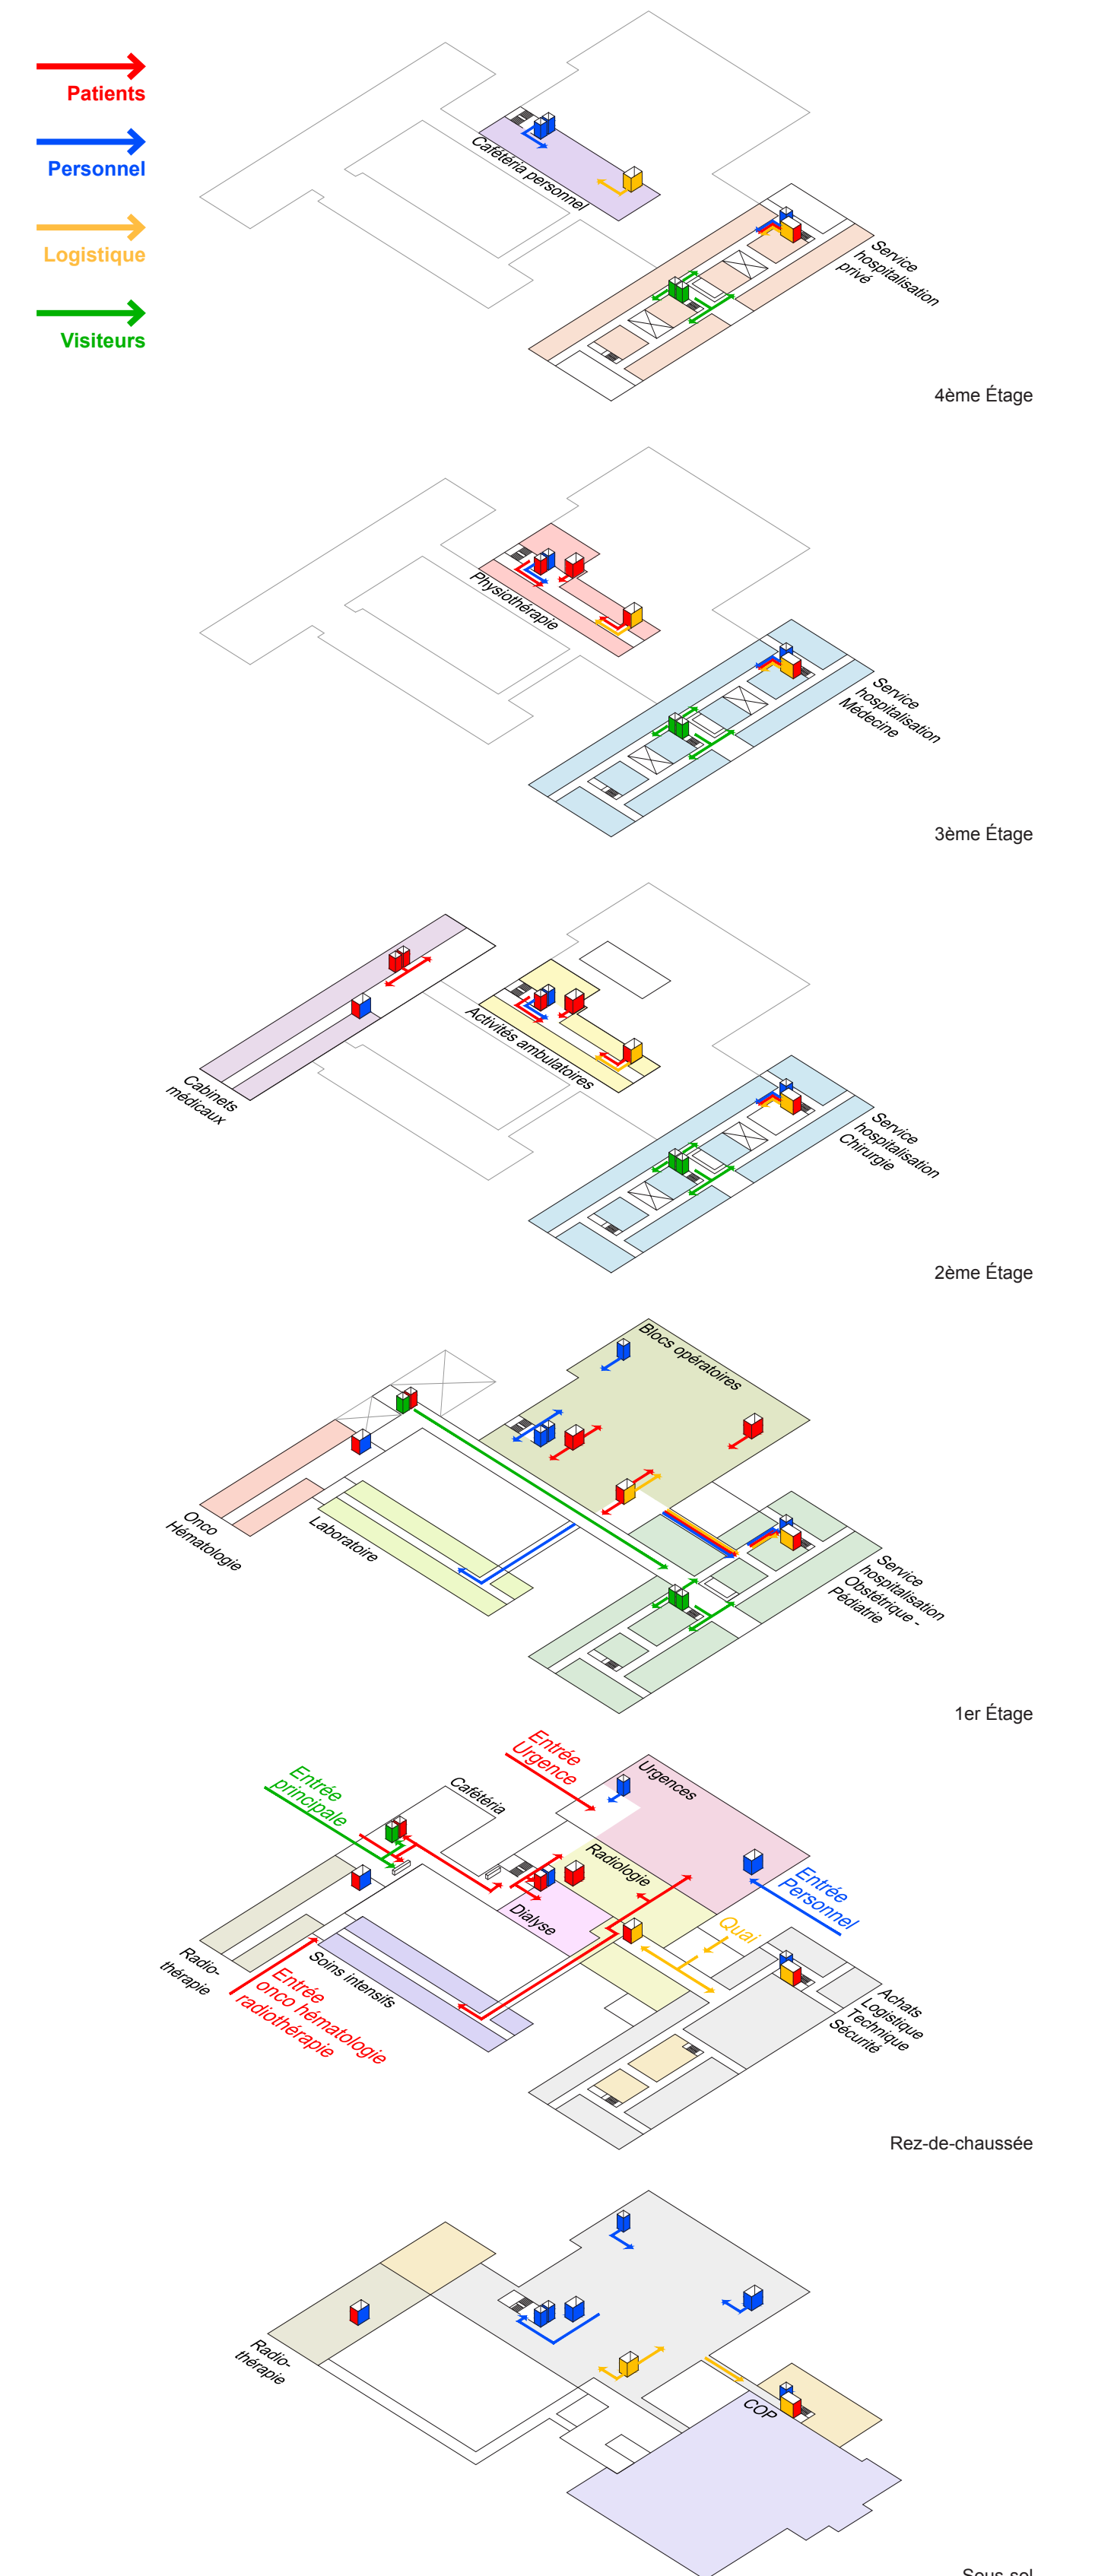 Patients
Personnel
Logistique
Visiteurs
Cafétéria personnel
Service
hospitalisation
privé
4ème Étage
Physiothérapie
Service
hospitalisation
Médecine
3ème Étage
Cabinets
médicaux
Activités ambulatoires
Service
hospitalisation
Chirurgie
2ème Étage
Blocs opératoires
Onco
Hématologie
Laboratoire
Service
hospitalisation
Obstétrique -
Pédiatrie
1er Étage
Entrée
Urgence
Entrée
principale
Cafétéria
Urgences
Radiologie
Entrée
Personnel
Dialyse
Quai
Radio-
thérapie
Soins intensifs
Entrée
onco hématologie
radiothérapie
Achats
Logistique
Technique
Sécurité
Rez-de-chaussée
Radio-
thérapie
COP
Sous-sol